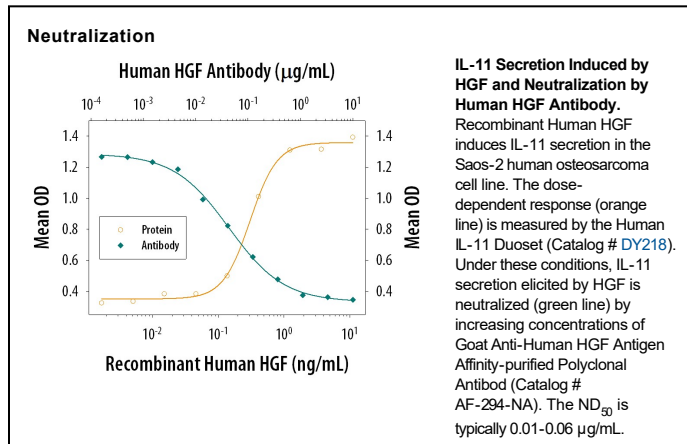 Neutralization
Human HGF Antibody (µg/mL)
10-4 10-3 10-2 10-1 100 101
1.4 1.4
1.2 1.2
1.0 1.0
0.8 0.8
0.6 0.6
0.4 0.4
Mean OD
Mean OD
Protein
Antibody
10-2 10-1 100 101
Recombinant Human HGF (ng/mL)
IL-11 Secretion Induced by
HGF and Neutralization by
Human HGF Antibody.
Recombinant Human HGF
induces IL-11 secretion in the
Saos-2 human osteosarcoma
cell line. The dose-
dependent response (orange
line) is measured by the Human
IL-11 Duoset (Catalog # DY218).
Under these conditions, IL-11
secretion elicited by HGF is
neutralized (green line) by
increasing concentrations of
Goat Anti-Human HGF Antigen
Affinity-purified Polyclonal
Antibod (Catalog #
AF-294-NA). The ND50 is
typically 0.01-0.06 µg/mL.